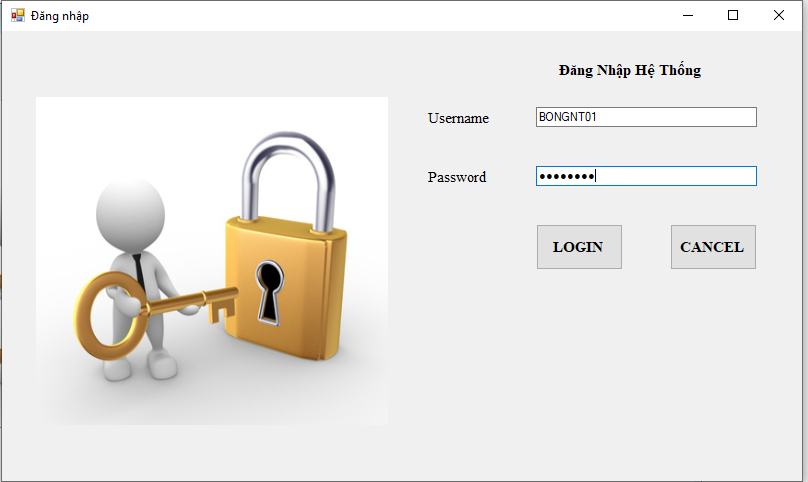 Đăng nhập
Đăng Nhập Hệ Thống
Username
BONGNT01
Password
••••••••
LOGIN
CANCEL